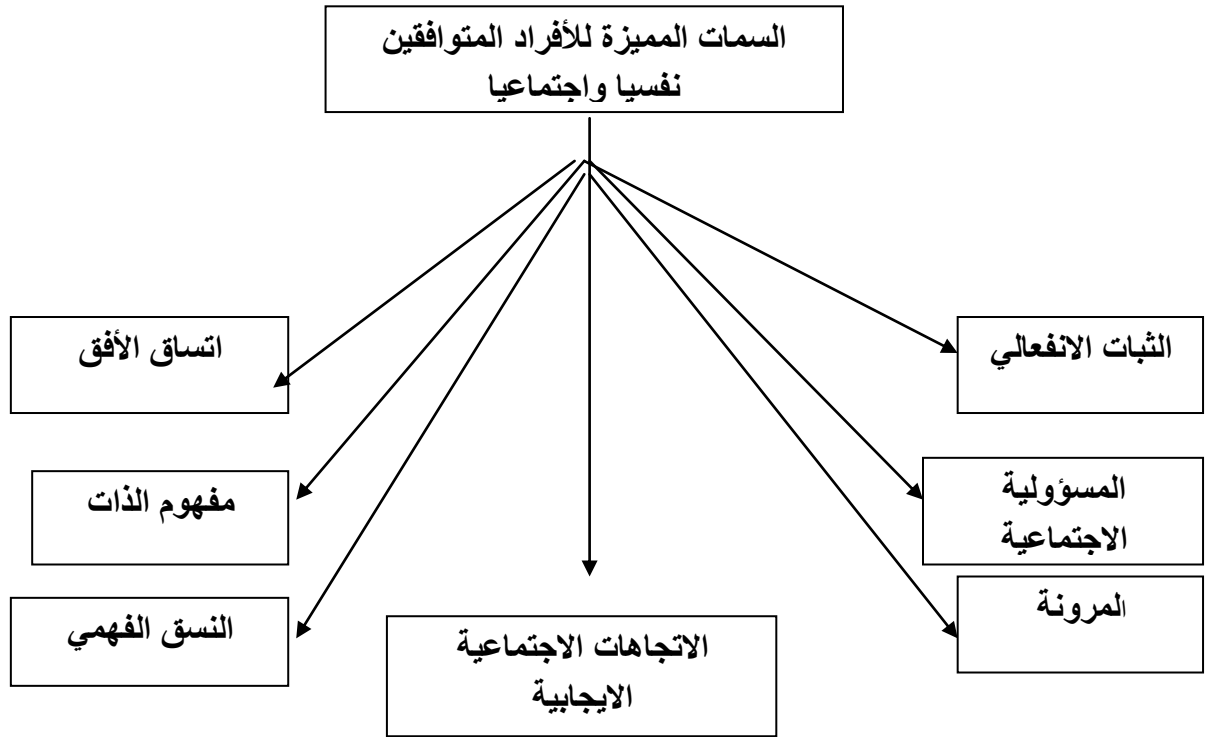 السمات المميزة للأفراد المتوافقين
نفسيا واجتماعيا
الثبات الانفعالي
اتساق الأفق
المسؤولية
الاجتماعية
مفهوم الذات
المرونة
النسق الفهمي
الاتجاهات الاجتماعية
الايجابية